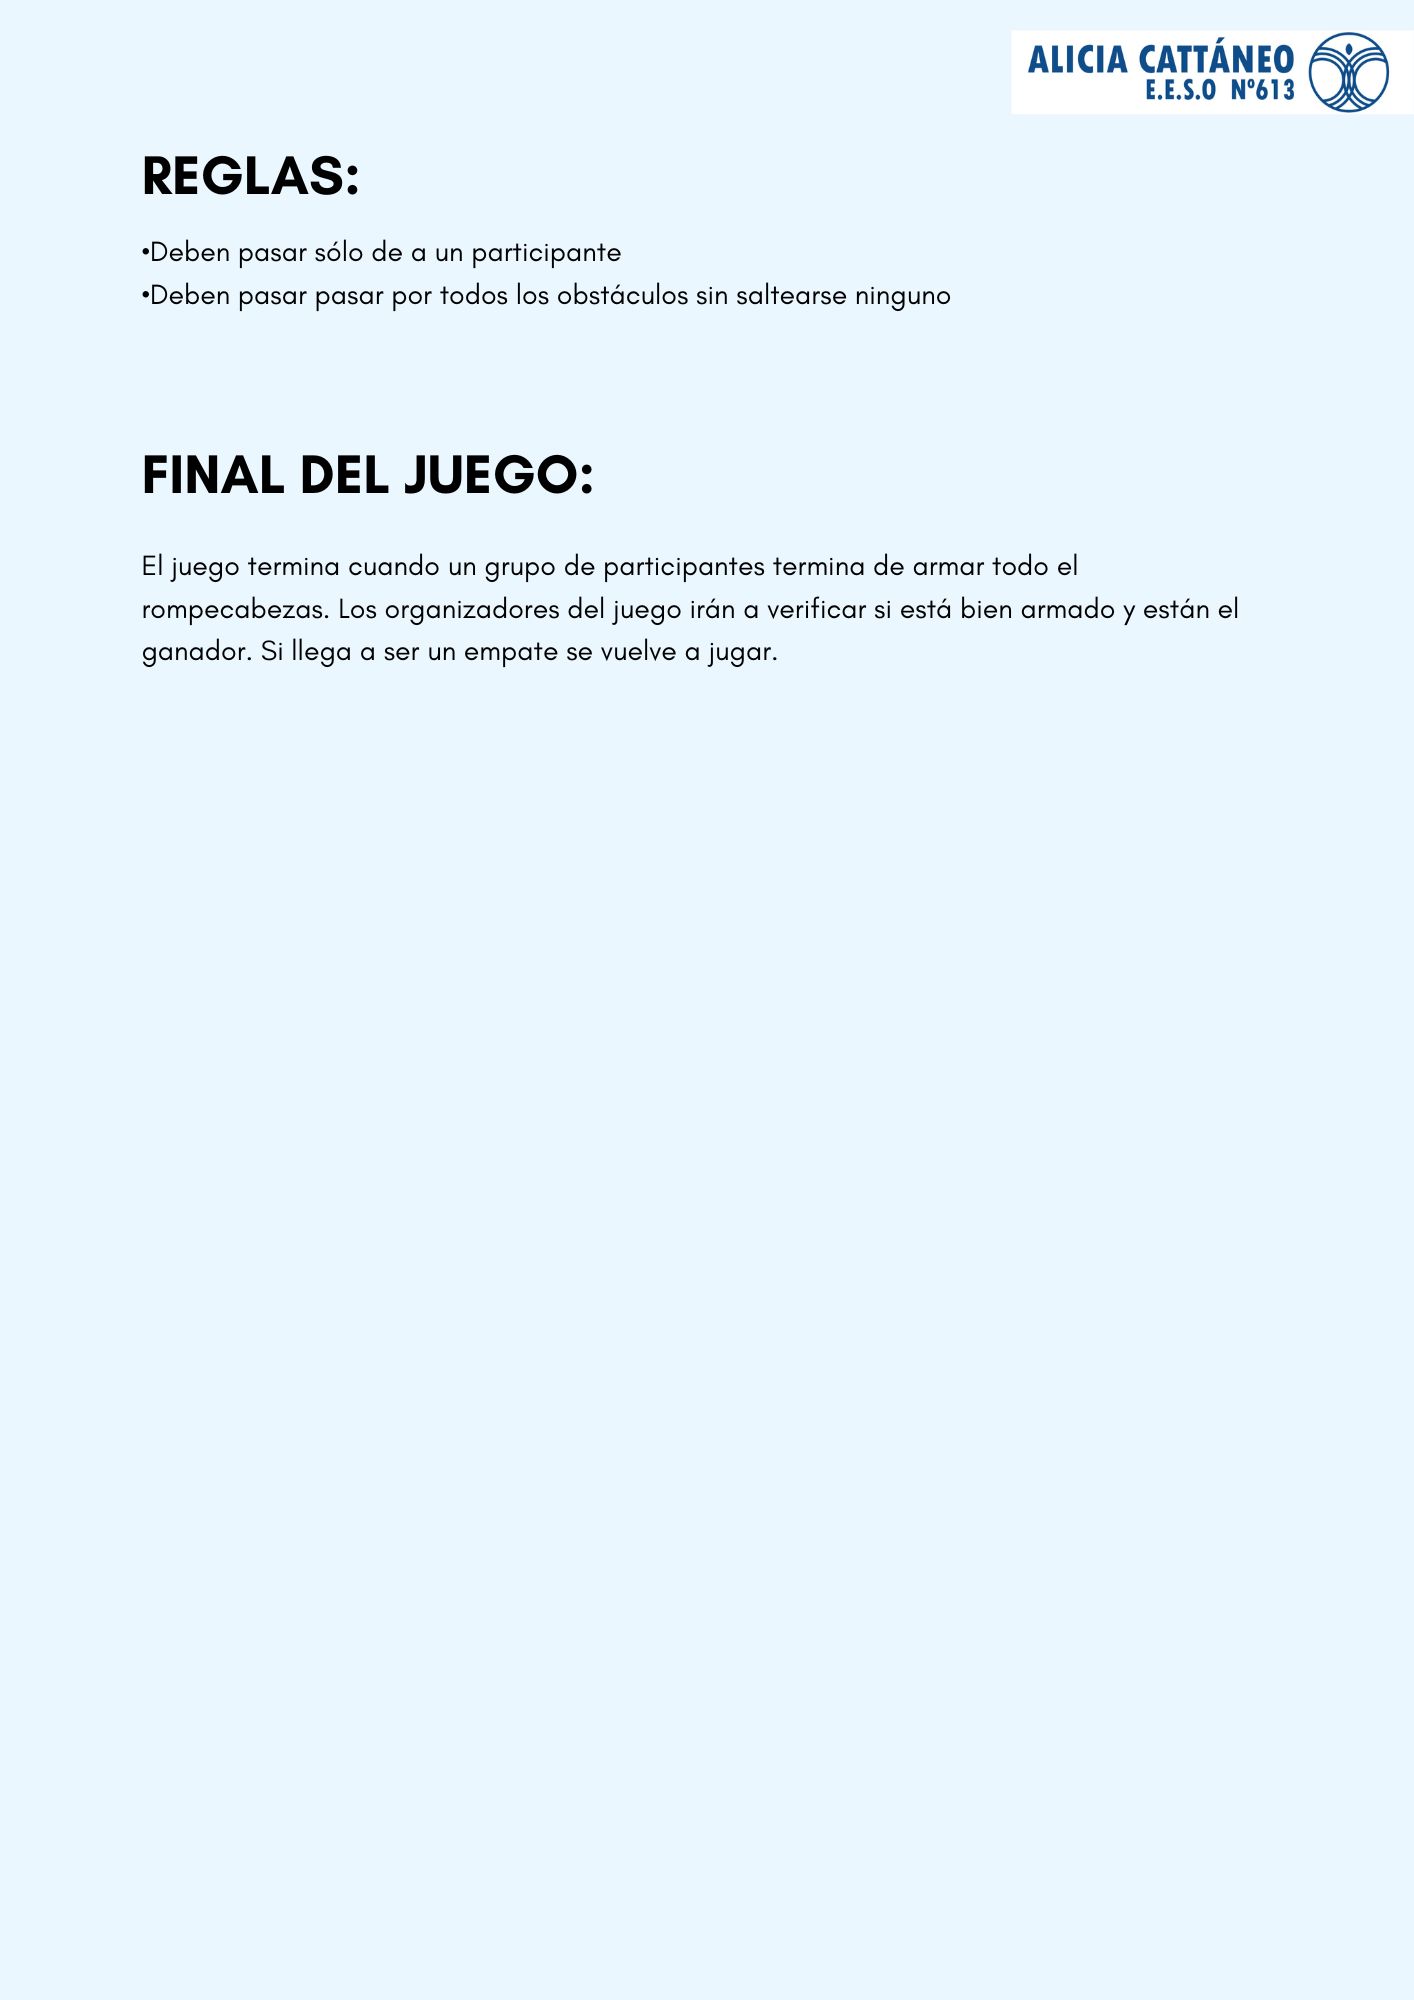 ALICIA CATTÁNEO
E.E.S.O Nº613
REGLAS:
•Deben pasar sólo de a un participante
•Deben pasar pasar por todos los obstáculos sin saltearse ninguno
FINAL DEL JUEGO:
El juego termina cuando un grupo de participantes termina de armar todo el
rompecabezas. Los organizadores del juego irán a verificar si está bien armado y están el
ganador. Si llega a ser un empate se vuelve a jugar.